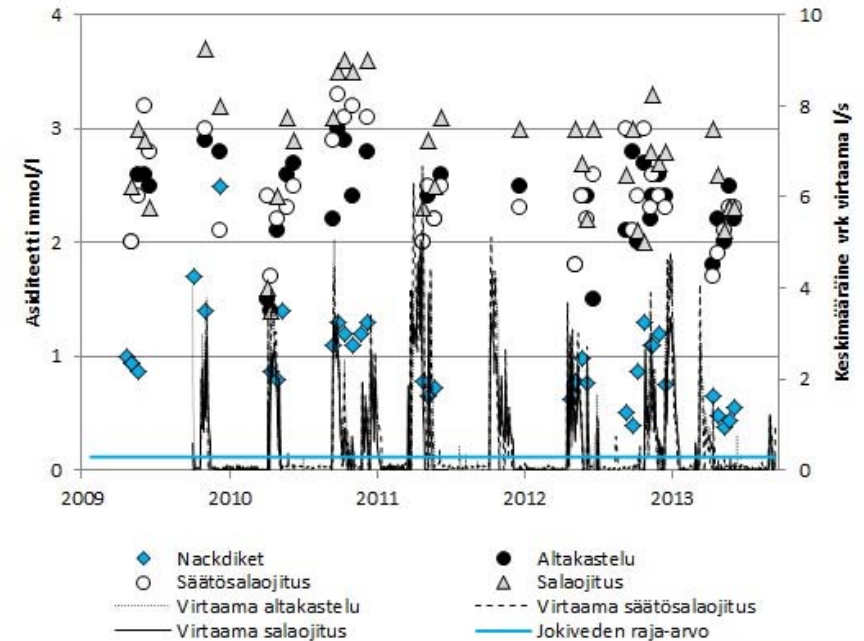 4
3
2
1
0
Asiditeetti mmol/l
10
8
6
4
2
0
Keskimääräine vrk virtaama l/s
2009 2010 2011 2012 2013
Nackdiket
Altakastelu
Säätösalaojitus
Salaojitus
Virtaama altakastelu
Virtaama säätösalaojitus
Virtaama salaojitus
Jokiveden raja-arvo